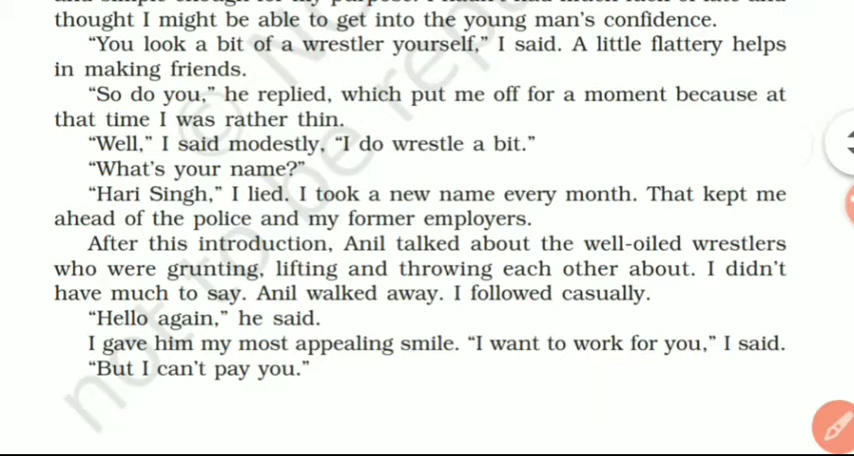 thought I might be able to get into the young man's confidence.
"You look a bit of a wrestler yourself," I said. A little flattery helps
in making friends.
"So do you," he replied, which put me off for a moment because at
that time I was rather thin.
"Well," I said modestly, "I do wrestle a bit."
"What's your name?"
"Hari Singh," I lied. I took a new name every month. That kept me
ahead of the police and my former employers.
After this introduction, Anil talked about the well-oiled wrestlers
who were grunting, lifting and throwing each other about. I didn't
have much to say. Anil walked away. I followed casually.
"Hello again," he said.
I gave him my most appealing smile. "I want to work for you," I said.
"But I can't pay you."
not to be rep